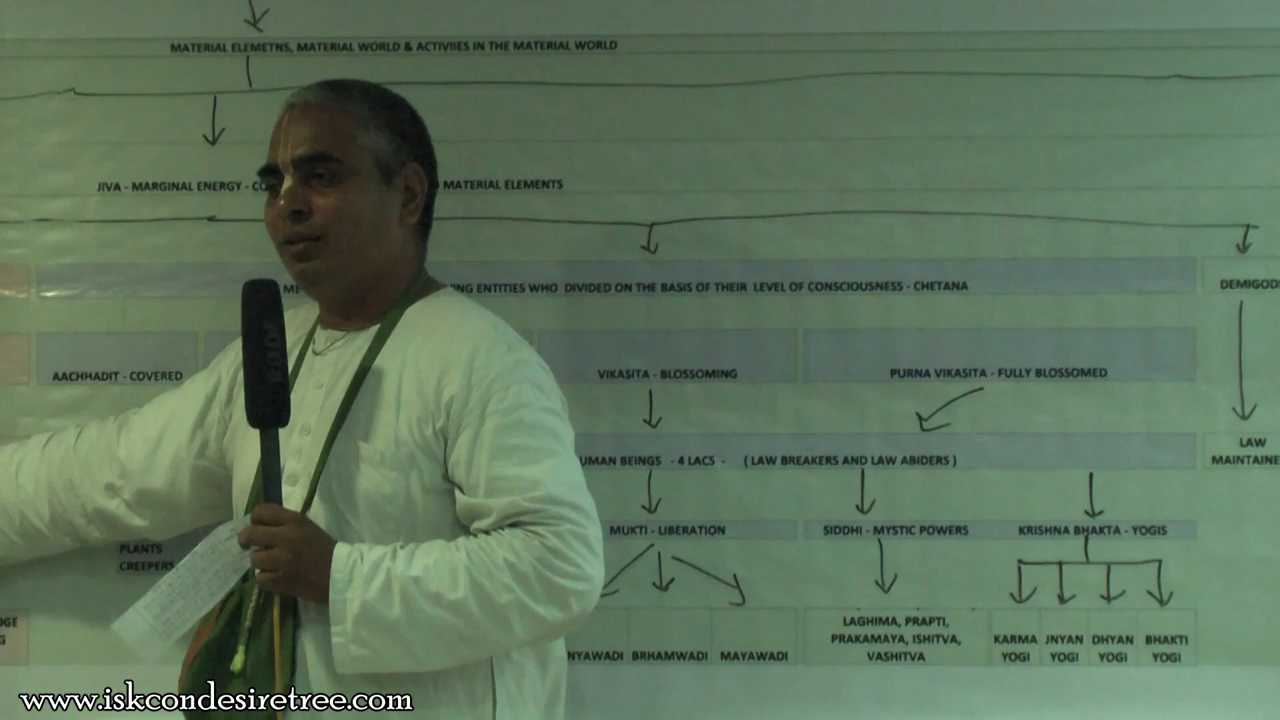 MATERIAL ELEMETNS, MATERIAL WORLD & ACTIVIIES IN THE MATERIAL WORLD
JIVA - MARGINAL ENERGY - MATERIAL ELEMENTS
ENTITIES WHO DIVIDED ON THE BASIS OF THEIR LEVEL OF CONSCIOUSNESS - CHETANA
DEMIGODS
AACHHADIT - COVERED
VIKASITA - BLOSSOMING
PURNA VIKASITA - FULLY BLOSSOMED
UMAN BEINGS - 4 LACS - ( LAW BREAKERS AND LAW ABIDERS )
LAW
MAINTAINE
MUKTI - LIBERATION
SIDDHI - MYSTIC POWERS
KRISHNA BHAKTA - YOGIS
PLANTS
CREEPERS
LAGHIMA, PRAPTI,
PRAKAMAYA, ISHITVA,
VASHITVA
NYAWADI
BRHAMWADI
MAYAWADI
KARMA
YOGI
JNYAN
YOGI
DHYAN
YOGI
BHAKTI
YOGI
RODE
www.iskcondesiretree.com